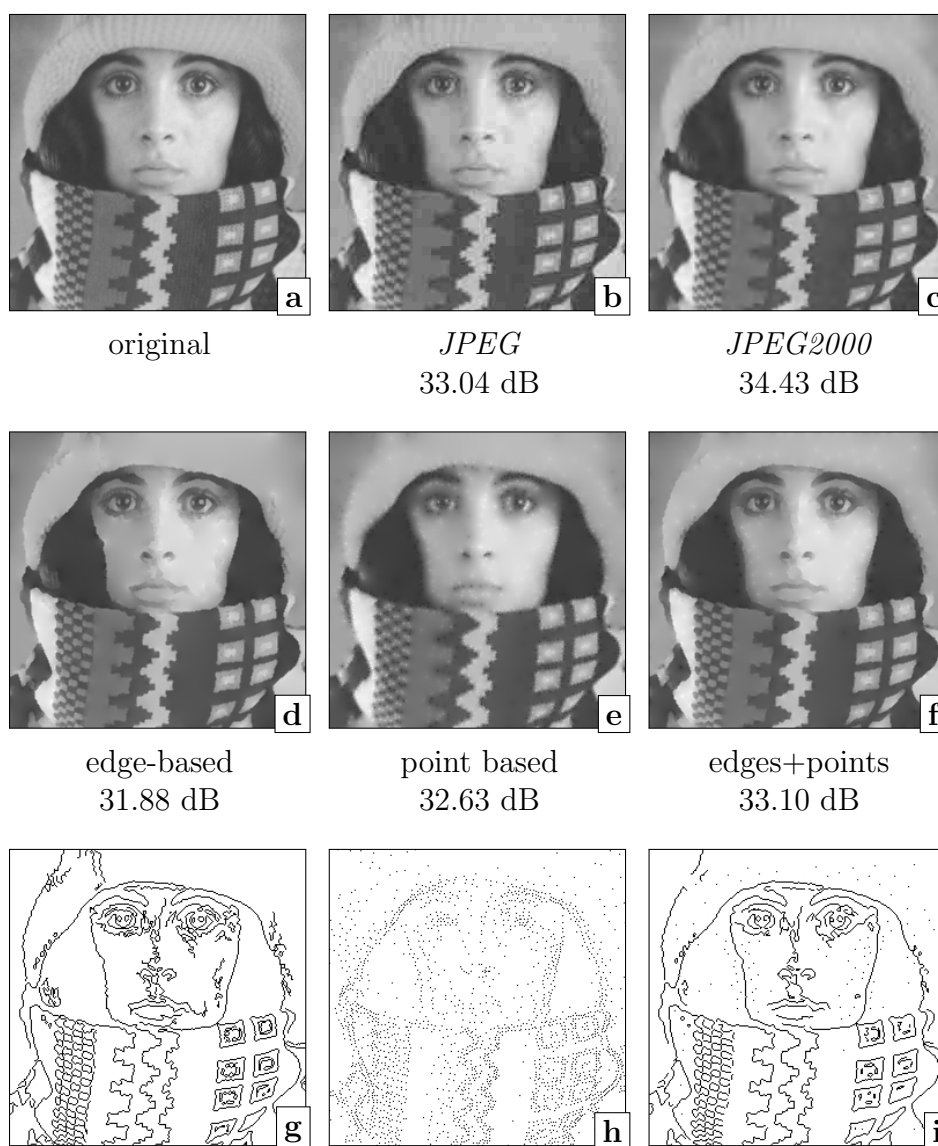 a
b
c
original
JPEG
JPEG2000
33.04 dB
34.43 dB
d
e
f
edge-based
point based
edges+points
31.88 dB
32.63 dB
33.10 dB
g
h
i